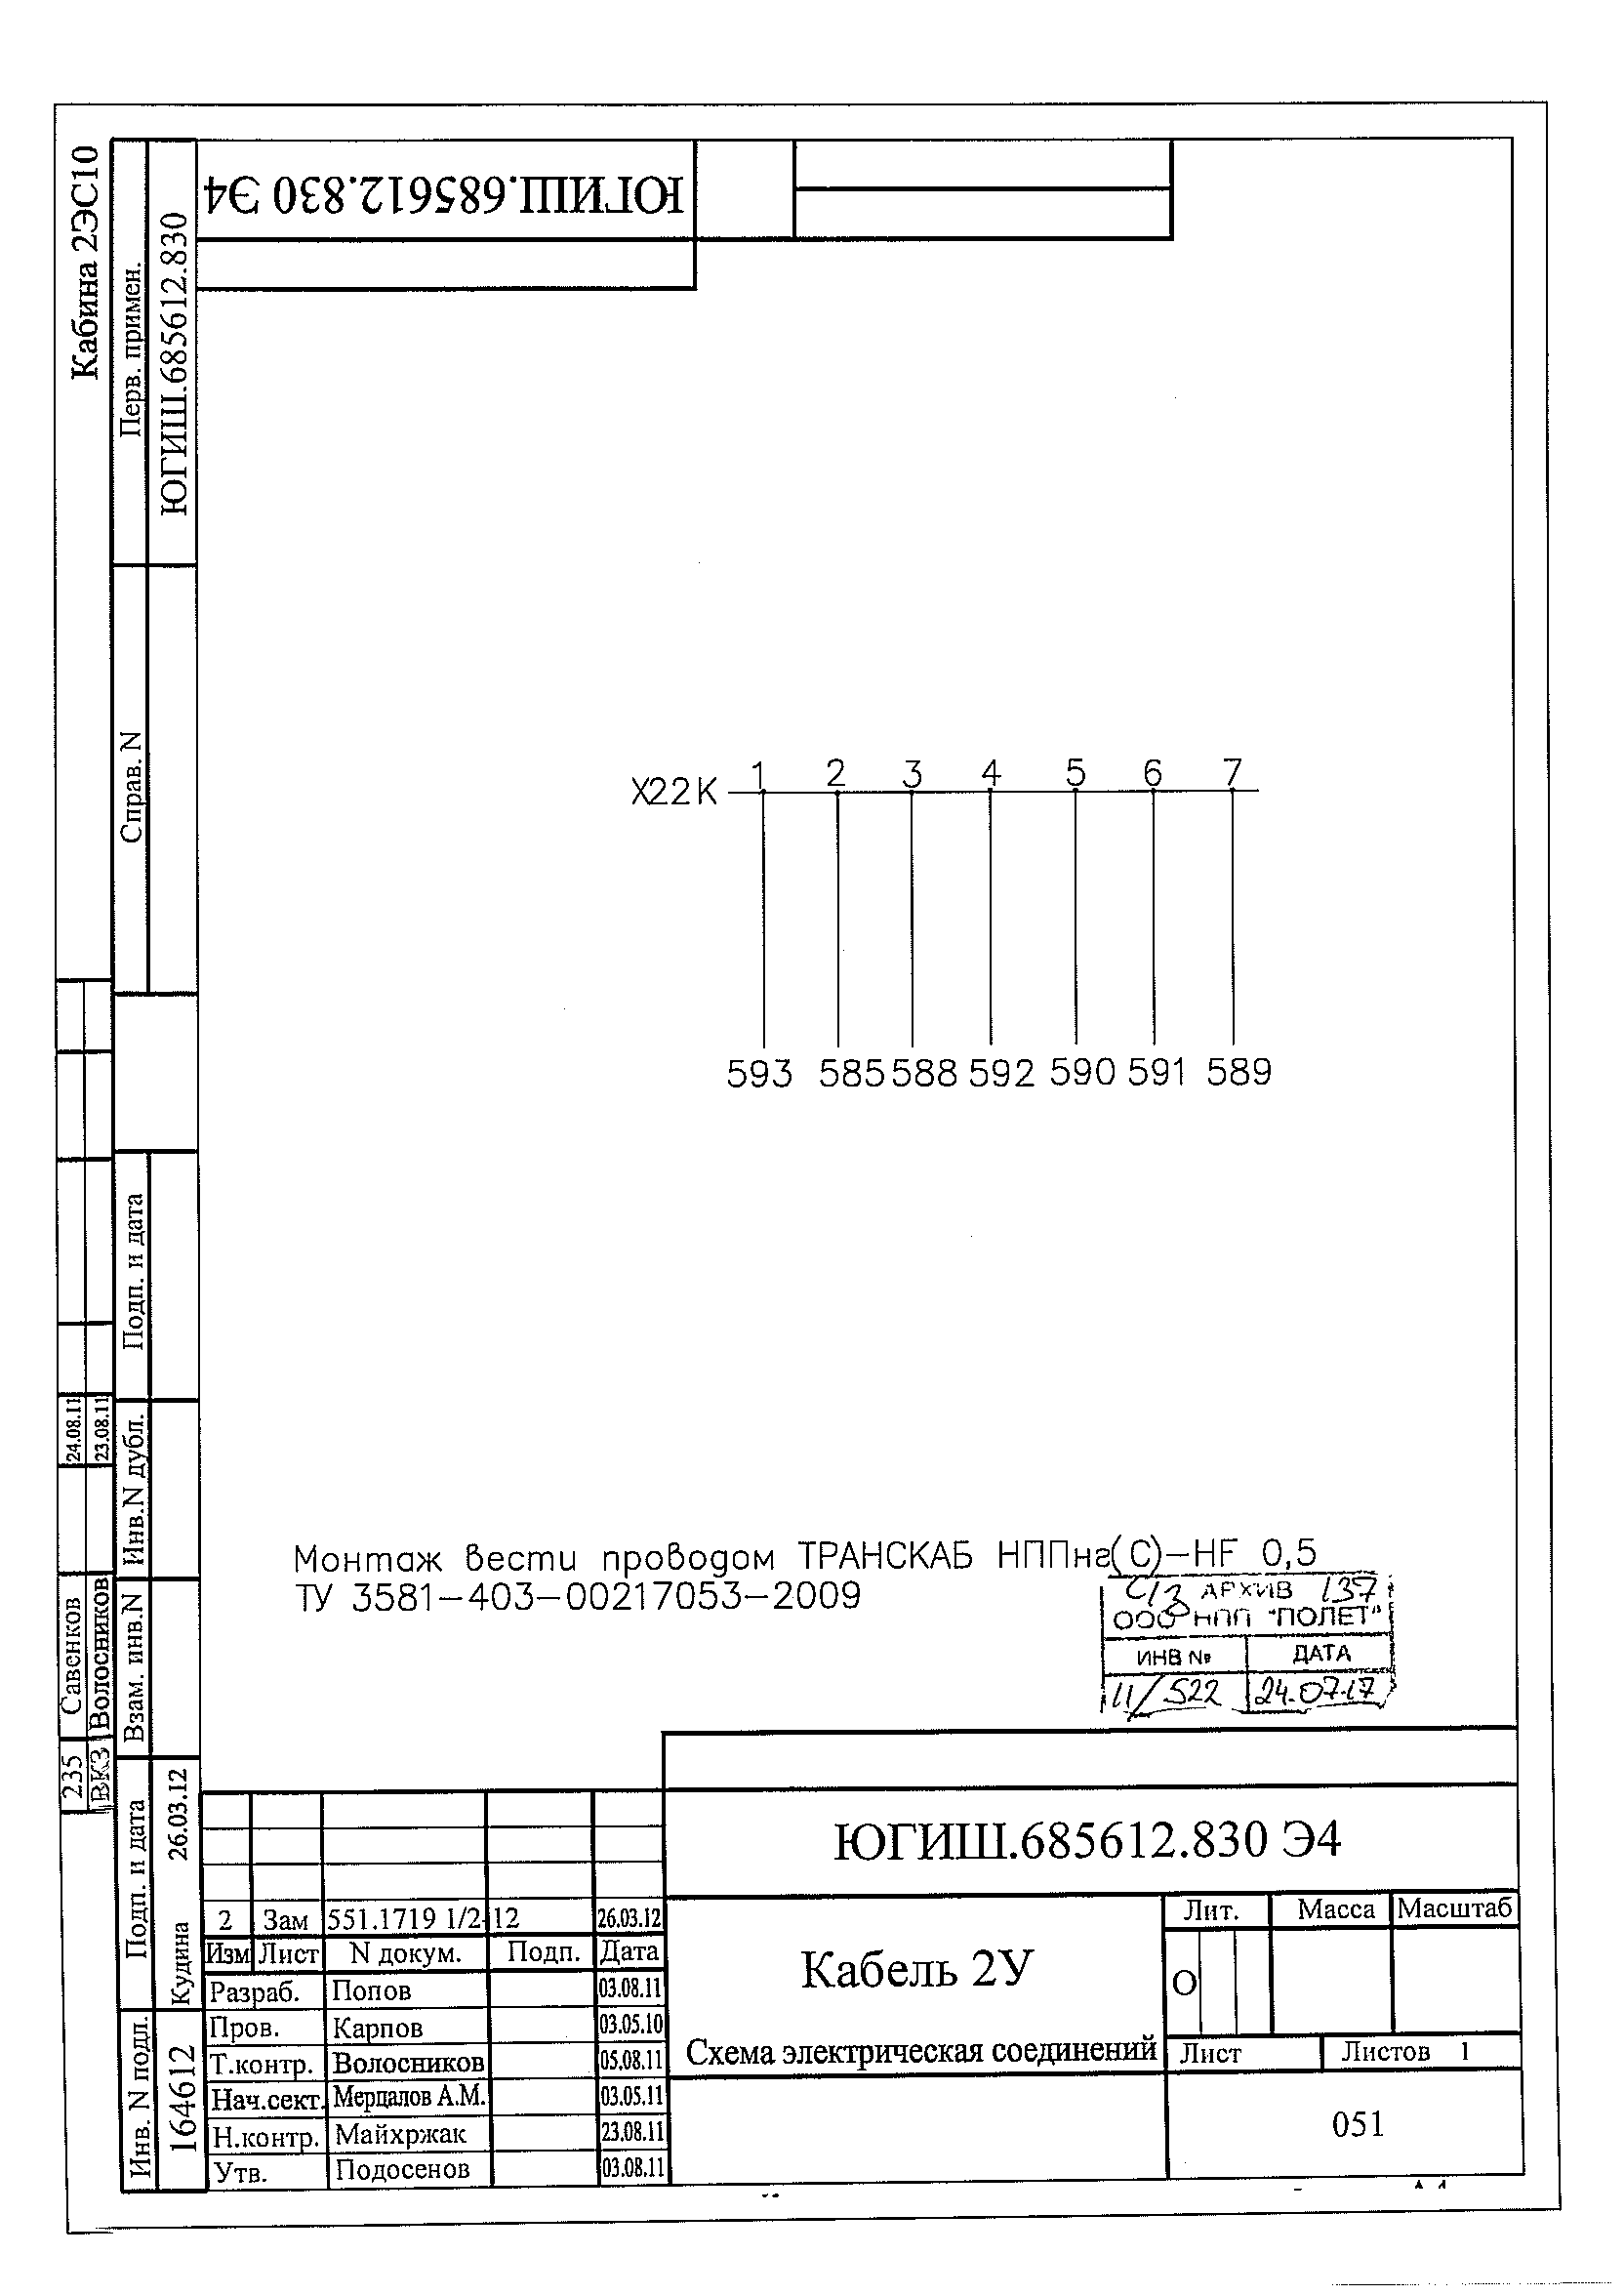 Кабина 2ЭС10
Перв. примен.
ЮГИШ.685612.830
ЮГИШ.685612.830 Э4
Справ. N
Х22К 1 2 3 4 5 6 7
593 585 588 592 590 591 589
Подп. и дата
Инв.N дубл.
Взам. инв.N
Подп. и дата
Кудина 26.03.12
Инв. N подл.
164612
235 Савенков 24.08.11
ВКЗ Волосников 23.08.11
Монтаж вести проводом ТРАНСКАБ НППнг(С)-HF 0,5
ТУ 3581-403-00217053-2009
АРХИВ 137
ООО НПП "ПОЛЕТ"
ИНВ № ДАТА
11/522 24.07.17
ЮГИШ.685612.830 Э4
2 Зам 551.1719 1/2-12 26.03.12
Изм Лист N докум. Подп. Дата
Разраб. Попов 03.08.11
Пров. Карпов 03.05.10
Т.контр. Волосников 05.08.11
Нач.сект. Мерцалов А.М. 03.05.11
Н.контр. Майхржак 23.08.11
Утв. Подосенов 03.08.11
Кабель 2У
Схема электрическая соединений
Лит. Масса Масштаб
О
Лист Листов 1
051